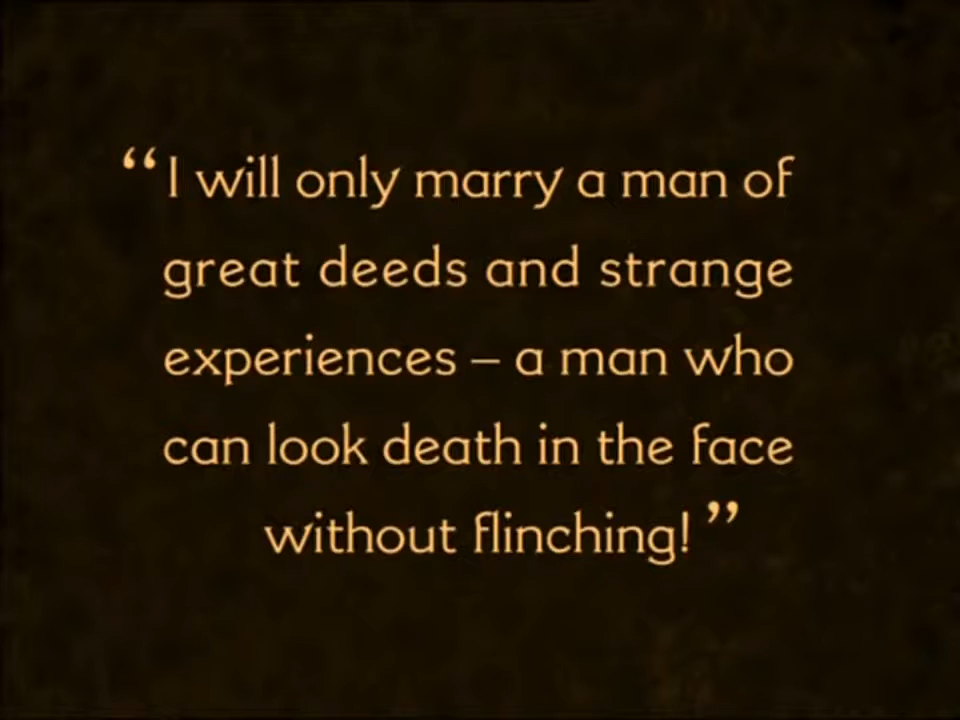 “I will only marry a man of
great deeds and strange
experiences – a man who
can look death in the face
without flinching!”